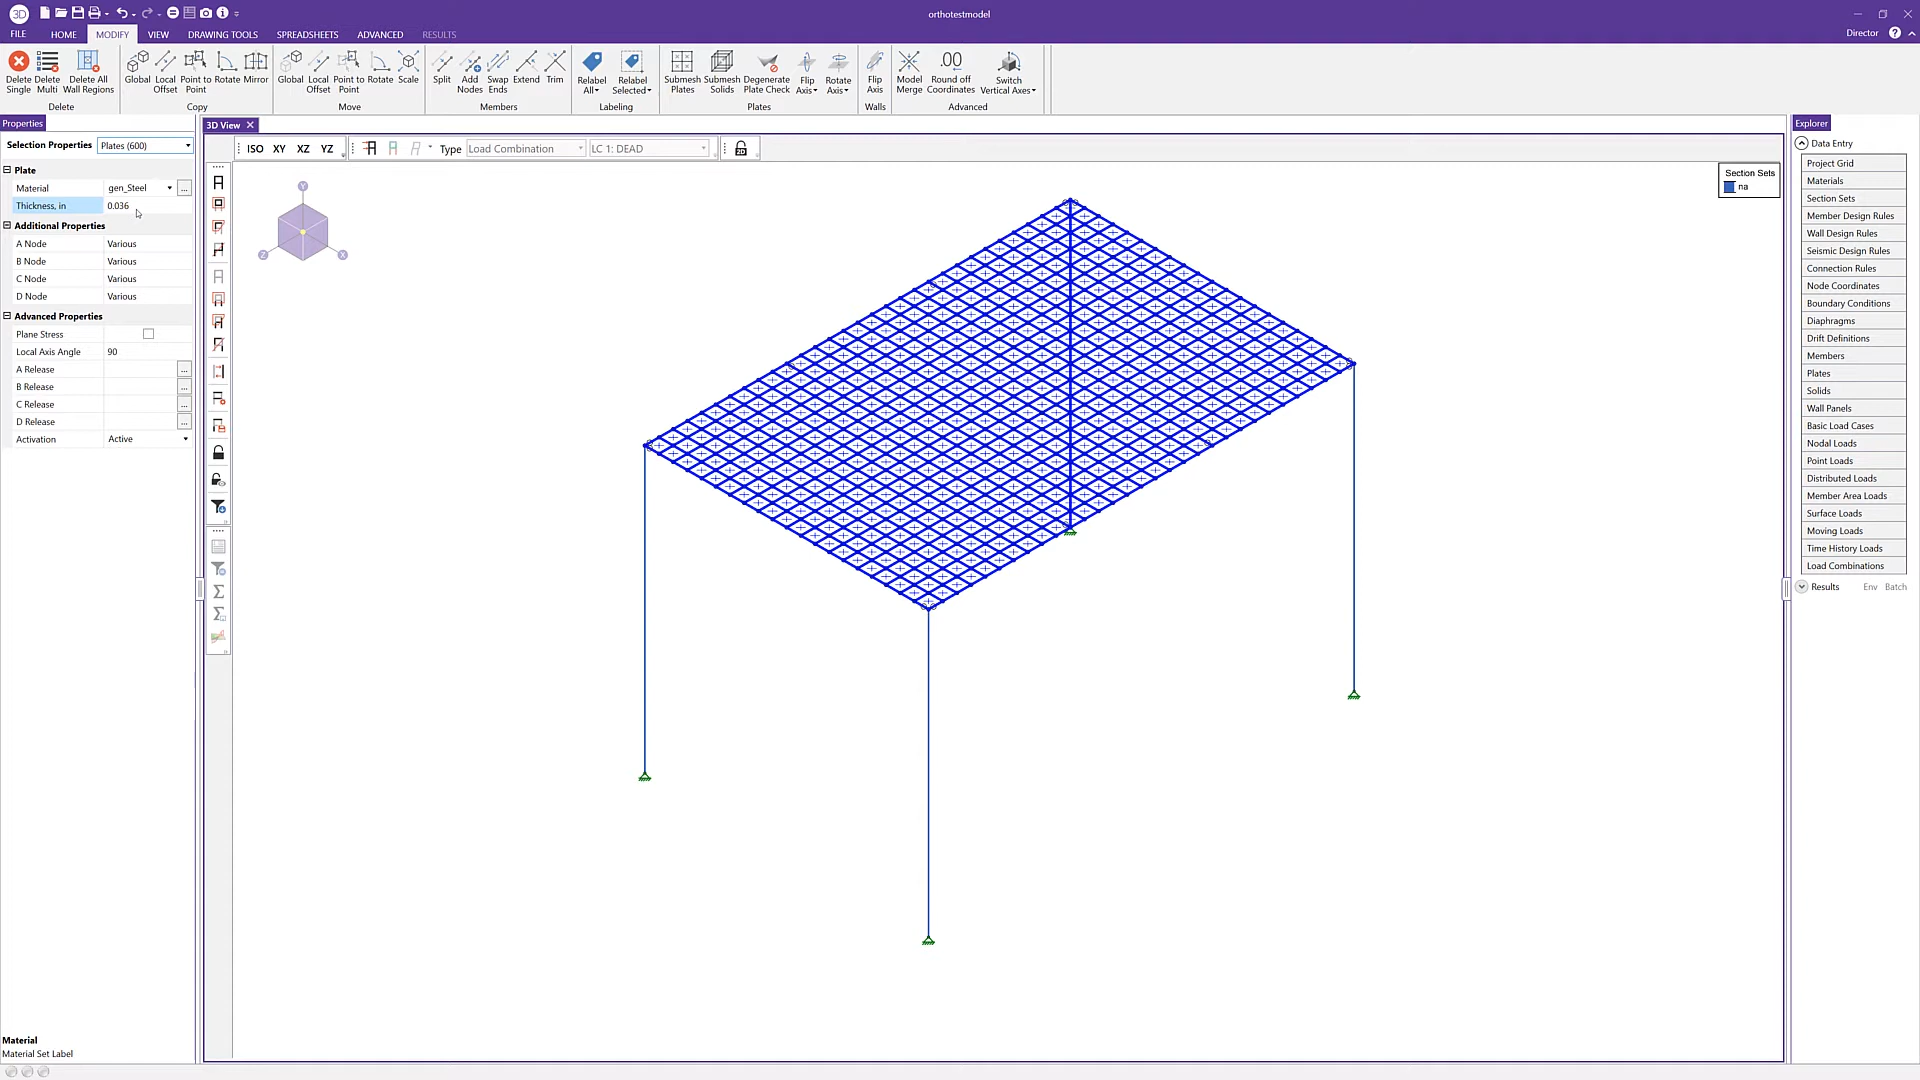 3D
orthotestmodel
FILE HOME MODIFY VIEW DRAWING TOOLS SPREADSHEETS ADVANCED RESULTS
Director
Delete Single
Delete Multi
Delete All Wall Regions
Delete
Global
Local Offset
Point to Point
Rotate
Mirror
Copy
Global
Local Offset
Point to Point
Rotate
Scale
Move
Split
Add Nodes
Swap Ends
Extend
Trim
Members
Relabel All
Relabel Selected
Labeling
Submesh Plates
Submesh Solids
Degenerate Plate Check
Flip Axis
Rotate Axis
Plates
Flip Axis
Walls
Model Merge
.00
Round off Coordinates
Switch Vertical Axes
Advanced
Properties
Selection Properties Plates (600)
Plate
Material gen_Steel ...
Thickness, in 0.036
Additional Properties
A Node Various
B Node Various
C Node Various
D Node Various
Advanced Properties
Plane Stress
Local Axis Angle 90
A Release ...
B Release ...
C Release ...
D Release ...
Activation Active
Material
Material Set Label
3D View
ISO XY XZ YZ
Type Load Combination LC 1: DEAD
Y
Z
X
Section Sets
na
Explorer
Data Entry
Project Grid
Materials
Section Sets
Member Design Rules
Wall Design Rules
Seismic Design Rules
Connection Rules
Node Coordinates
Boundary Conditions
Diaphragms
Drift Definitions
Members
Plates
Solids
Wall Panels
Basic Load Cases
Nodal Loads
Point Loads
Distributed Loads
Member Area Loads
Surface Loads
Moving Loads
Time History Loads
Load Combinations
Results Env Batch